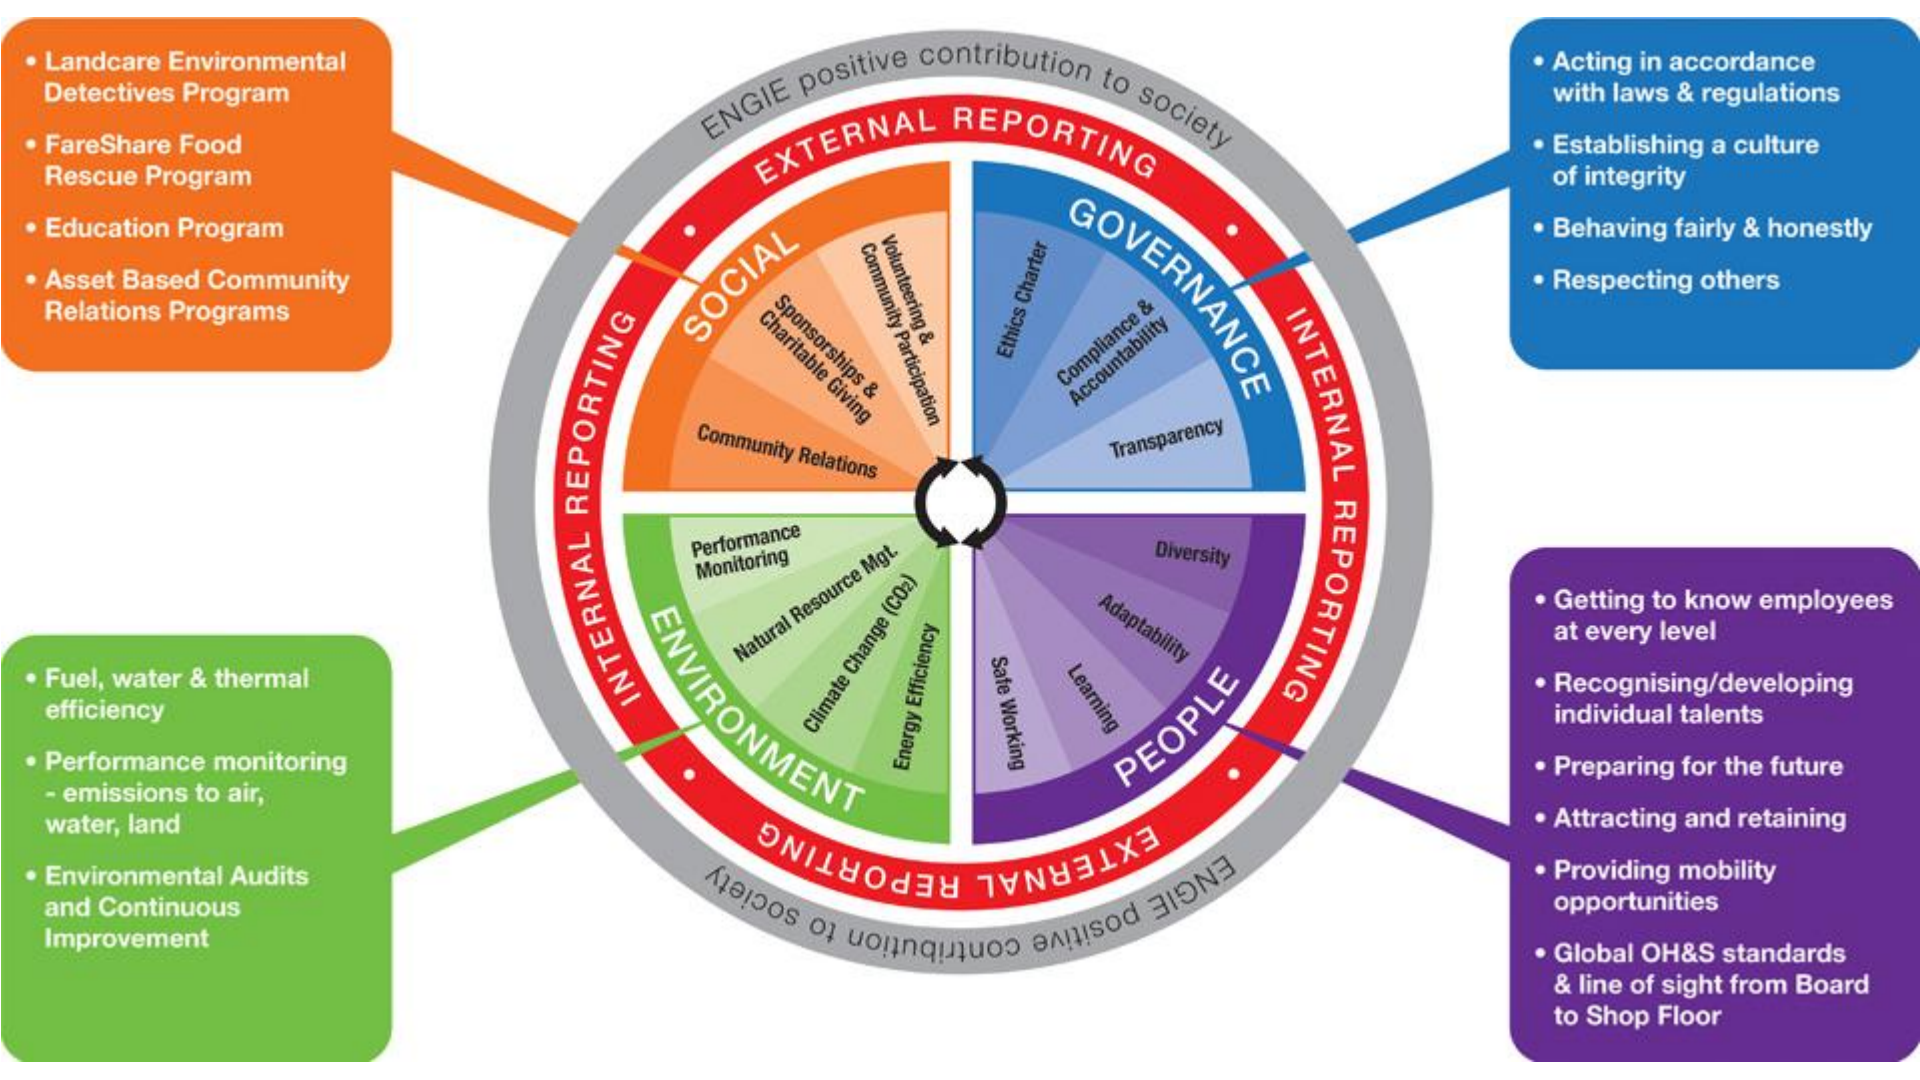 • Landcare Environmental
Detectives Program
• FareShare Food
Rescue Program
• Education Program
• Asset Based Community
Relations Programs
ENGIE positive contribution to society
EXTERNAL REPORTING
INTERNAL REPORTING
INTERNAL REPORTING
SOCIAL
Community Relations
Sponsorships &
Charitable Giving
Volunteering &
Community Participation
GOVERNANCE
Ethics Charter
Compliance &
Accountability
Transparency
• Acting in accordance
with laws & regulations
• Establishing a culture
of integrity
• Behaving fairly & honestly
• Respecting others
• Fuel, water & thermal
efficiency
• Performance monitoring
- emissions to air,
water, land
• Environmental Audits
and Continuous
Improvement
ENVIRONMENT
Performance
Monitoring
Natural Resource Mgt.
Climate Change (CO₂)
Energy Efficiency
PEOPLE
Safe Working
Learning
Adaptability
Diversity
EXTERNAL REPORTING
ENGIE positive contribution to society
• Getting to know employees
at every level
• Recognising/developing
individual talents
• Preparing for the future
• Attracting and retaining
• Providing mobility
opportunities
• Global OH&S standards
& line of sight from Board
to Shop Floor